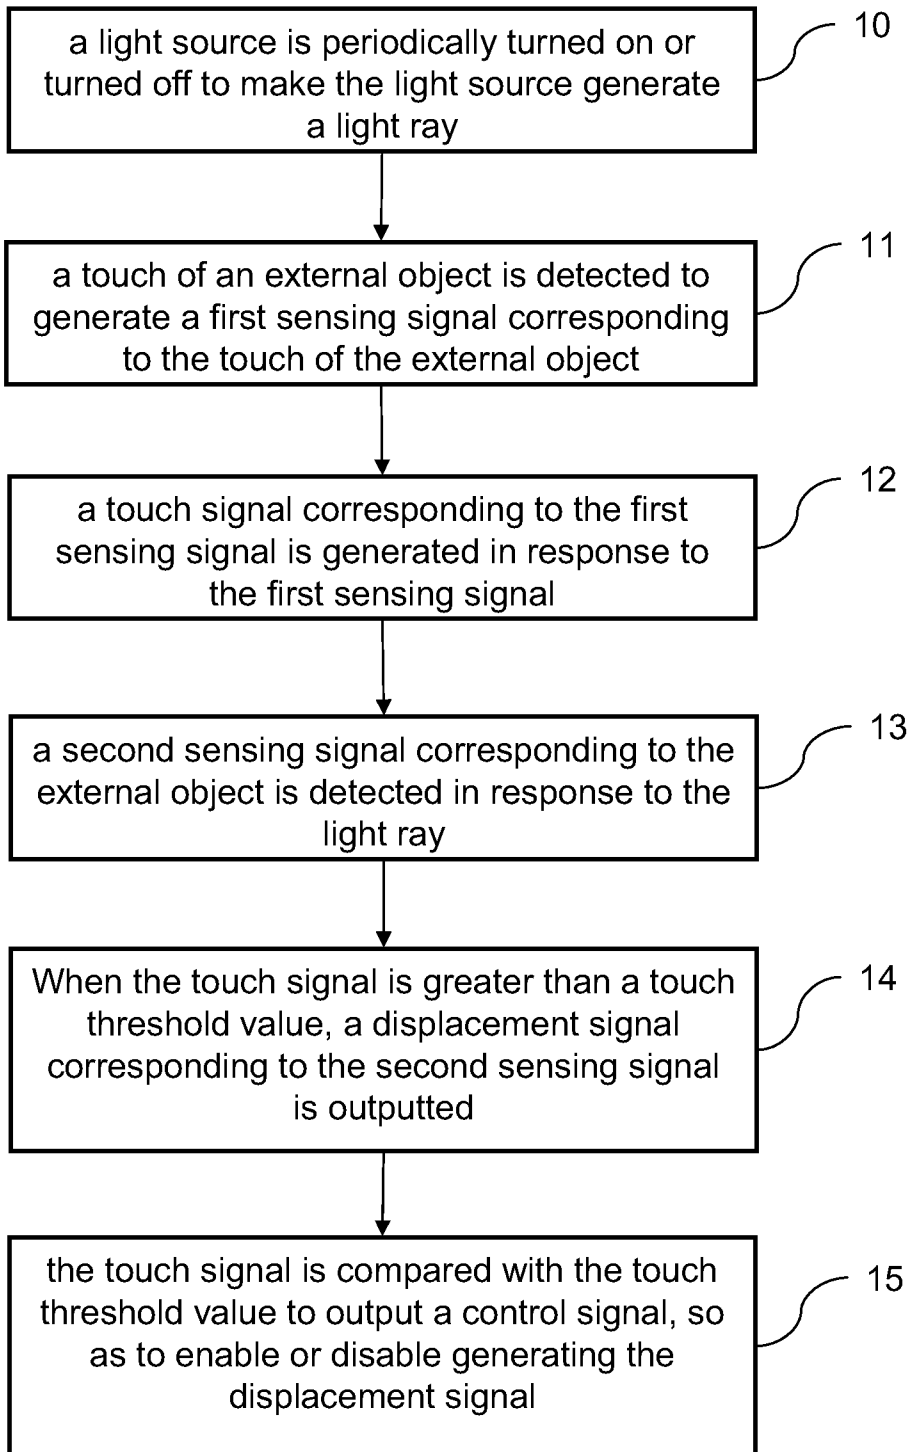 a light source is periodically turned on or
turned off to make the light source generate
a light ray
10
a touch of an external object is detected to
generate a first sensing signal corresponding
to the touch of the external object
11
a touch signal corresponding to the first
sensing signal is generated in response to
the first sensing signal
12
a second sensing signal corresponding to the
external object is detected in response to the
light ray
13
When the touch signal is greater than a touch
threshold value, a displacement signal
corresponding to the second sensing signal
is outputted
14
the touch signal is compared with the touch
threshold value to output a control signal, so
as to enable or disable generating the
displacement signal
15